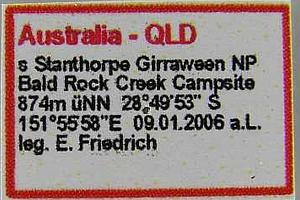 Australia - QLD
s Stanthorpe Girraween NP
Bald Rock Creek Campsite
874m üNN 28°49'53" S
151°55'58"E 09.01.2006 a.L.
leg. E. Friedrich